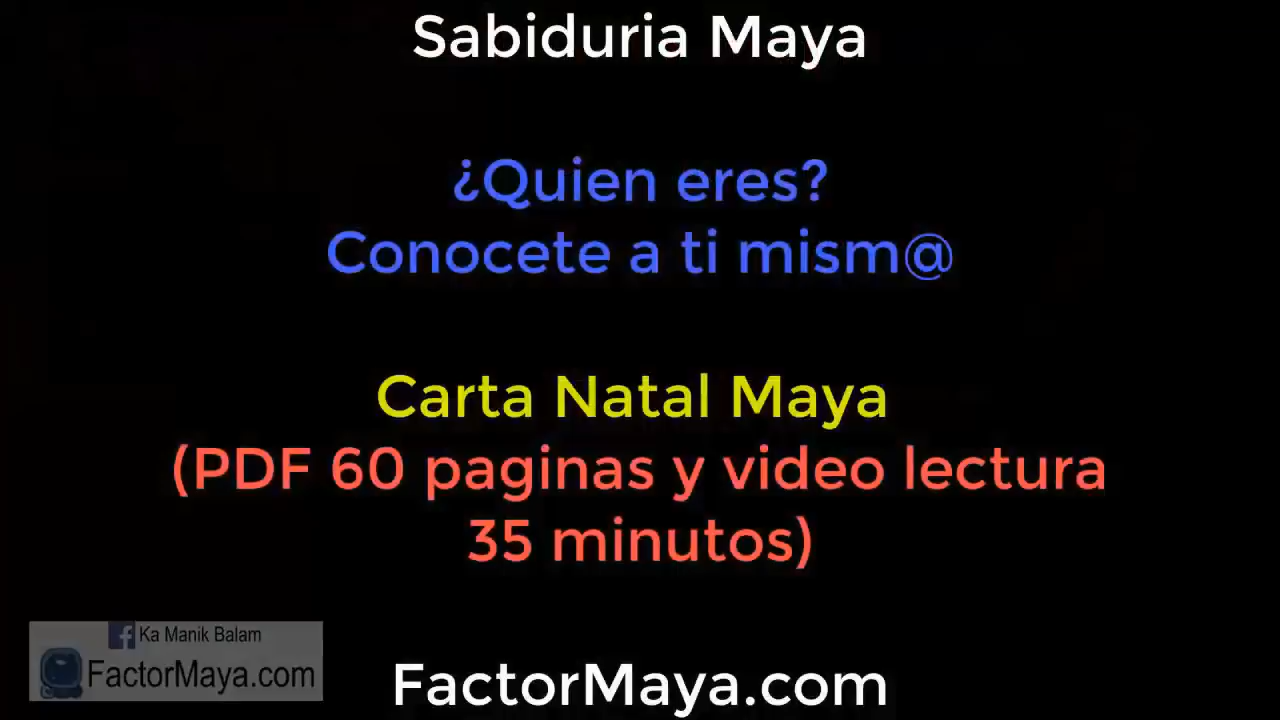 Sabiduria Maya
¿Quien eres?
Conocete a ti mism@
Carta Natal Maya
(PDF 60 paginas y video lectura
35 minutos)
Ka Manik Balam
FactorMaya.com
FactorMaya.com